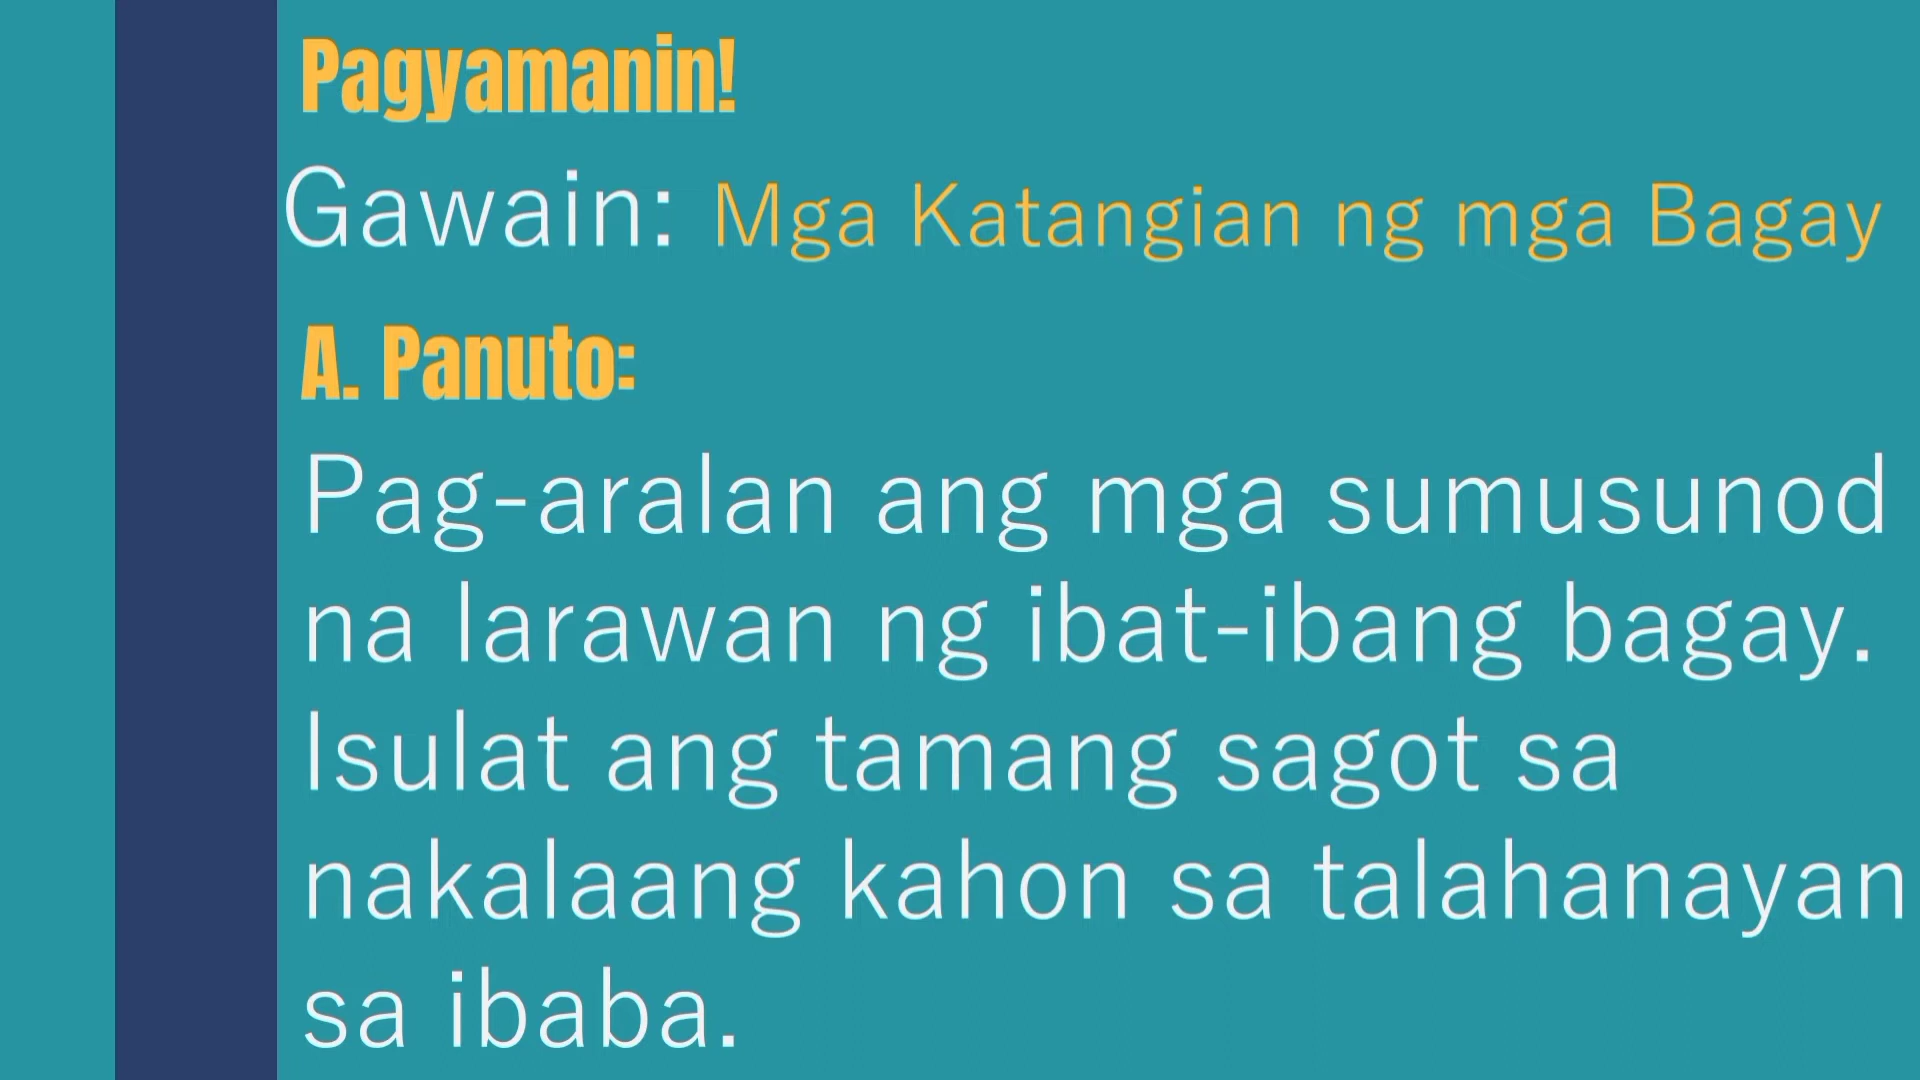 Pagyamanin!
Gawain: Mga Katangian ng mga Bagay
A. Panuto:
Pag-aralan ang mga sumusunod
na larawan ng ibat-ibang bagay.
Isulat ang tamang sagot sa
nakalaang kahon sa talahanayan
sa ibaba.